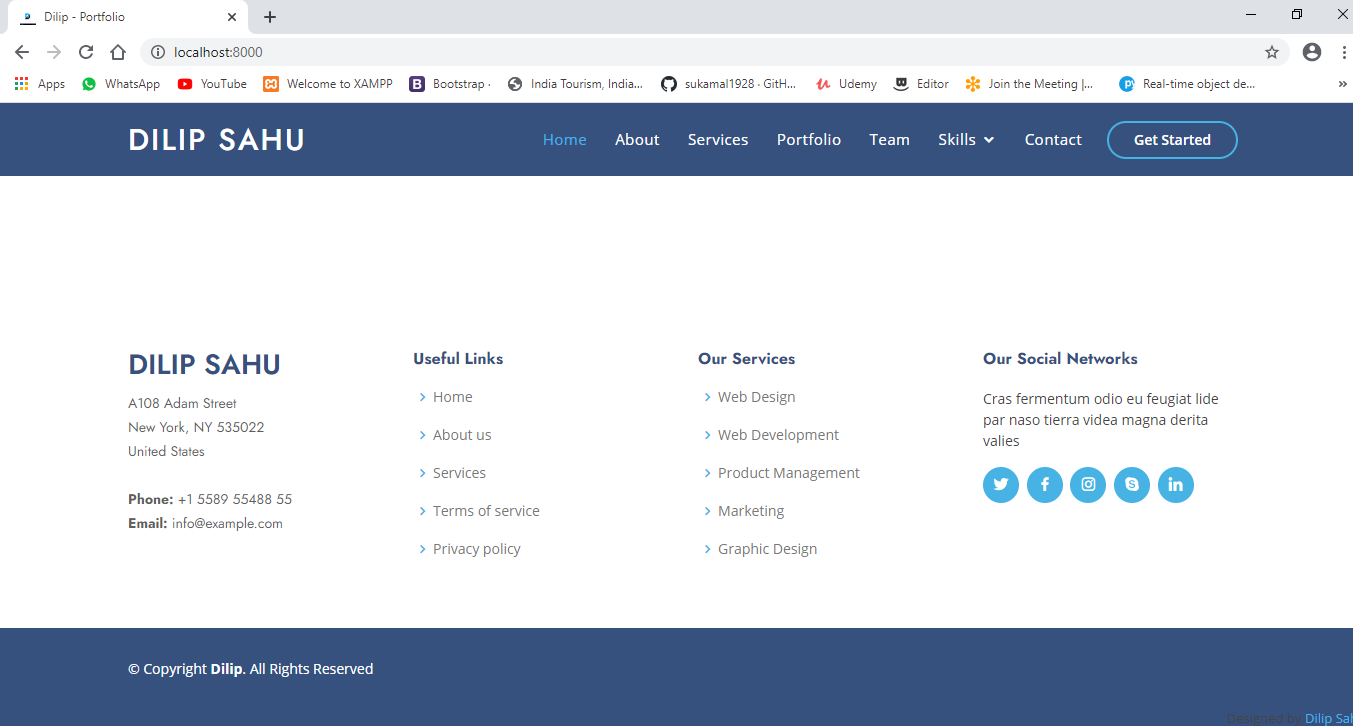 Dilip - Portfolio
localhost:8000
Apps WhatsApp YouTube Welcome to XAMPP Bootstrap · India Tourism, India... sukamal1928 · GitH... Udemy Editor Join the Meeting |... Real-time object de... »
DILIP SAHU Home About Services Portfolio Team Skills Contact Get Started
DILIP SAHU
A108 Adam Street
New York, NY 535022
United States
Phone: +1 5589 55488 55
Email: info@example.com
Useful Links
Home
About us
Services
Terms of service
Privacy policy
Our Services
Web Design
Web Development
Product Management
Marketing
Graphic Design
Our Social Networks
Cras fermentum odio eu feugiat lide
par naso tierra videa magna derita
valies
© Copyright Dilip. All Rights Reserved
Designed by Dilip Sal